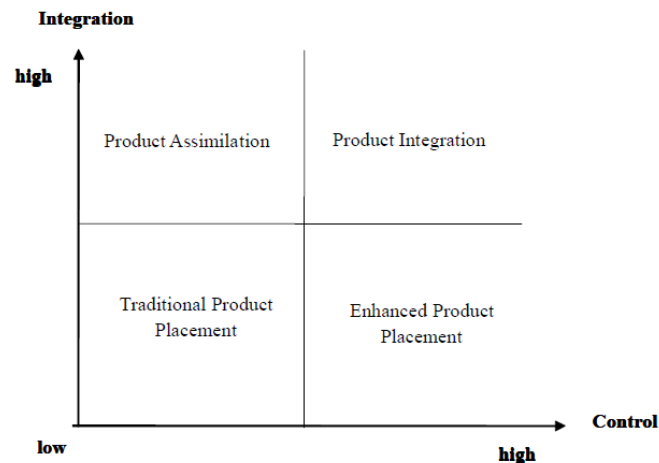 Integration
high
Product Assimilation
Product Integration
Traditional Product
Placement
Enhanced Product
Placement
Control
low
high